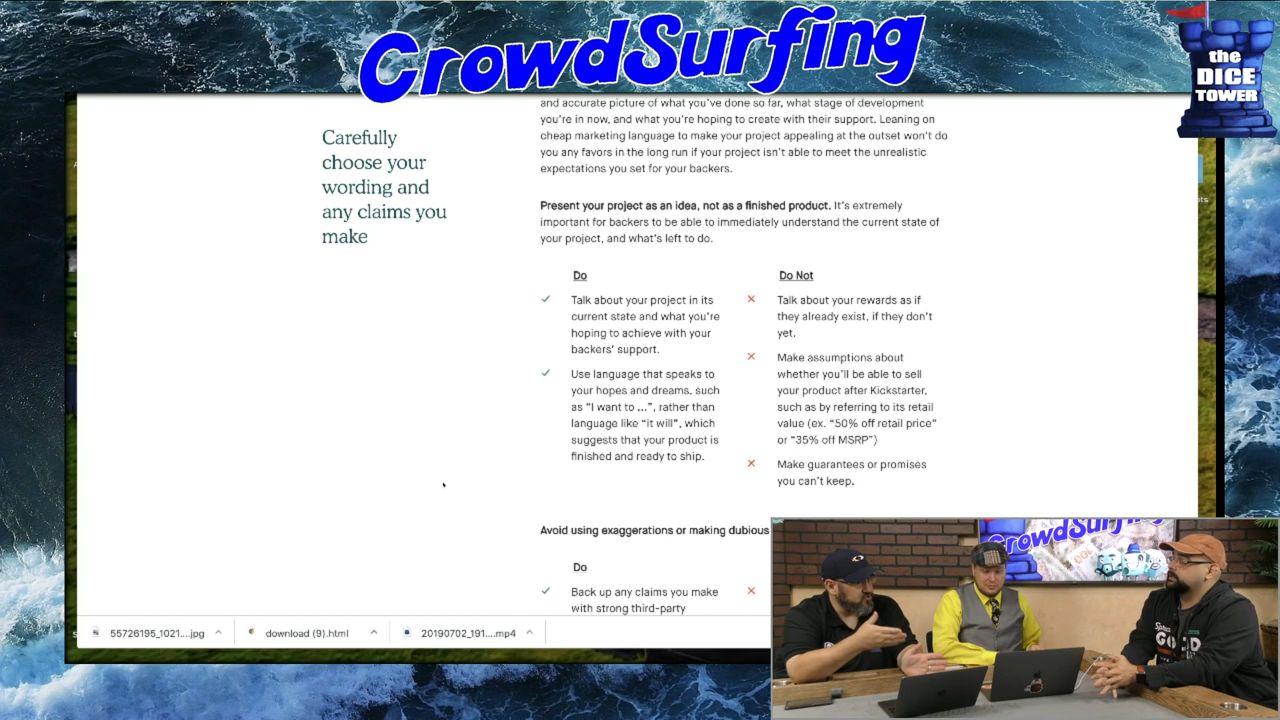 CrowdSurfing
the
DICE
TOWER
Carefully
choose your
wording and
any claims you
make
and accurate picture of what you've done so far, what stage of development
you're in now, and what you're hoping to create with their support. Leaning on
cheap marketing language to make your project appealing at the outset won't do
you any favors in the long run if your project isn't able to meet the unrealistic
expectations you set for your backers.
Present your project as an idea, not as a finished product. It's extremely
important for backers to be able to immediately understand the current state of
your project, and what's left to do.
Do
Talk about your project in its
current state and what you're
hoping to achieve with your
backers' support.
Use language that speaks to
your hopes and dreams, such
as "I want to ...", rather than
language like "it will", which
suggests that your product is
finished and ready to ship.
Do Not
Talk about your rewards as if
they already exist, if they don't
yet.
Make assumptions about
whether you'll be able to sell
your product after Kickstarter,
such as by referring to its retail
value (ex. "50% off retail price"
or "35% off MSRP")
Make guarantees or promises
you can't keep.
Avoid using exaggerations or making dubious
Do
Back up any claims you make
with strong third-party
55726195_1021....jpg
download (9).html
20190702_191....mp4
CrowdSurfing